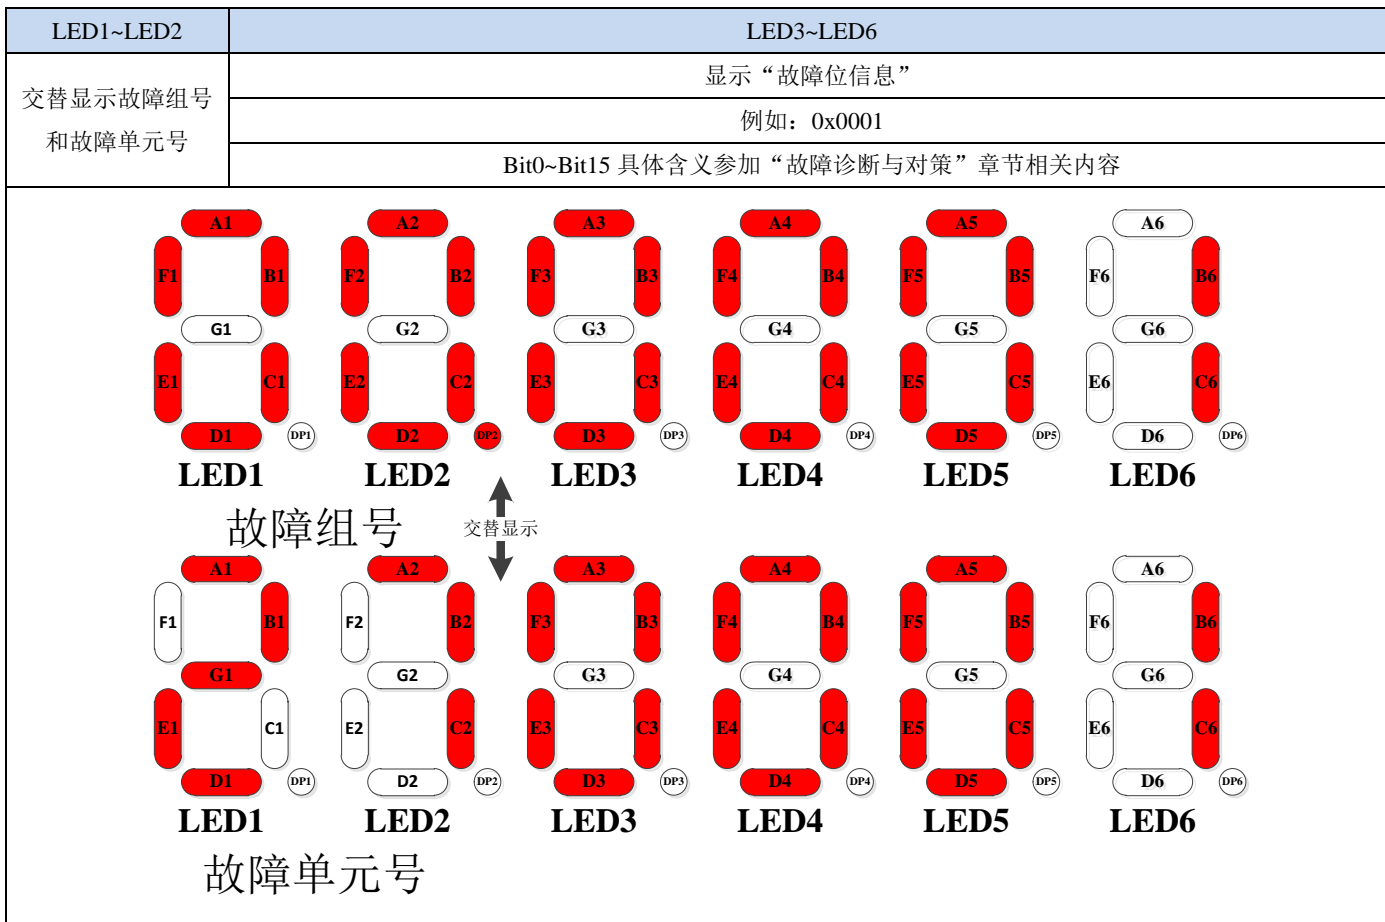 LED1~LED2 LED3~LED6
交替显示故障组号
和故障单元号
显示“故障位信息”
例如：0x0001
Bit0~Bit15 具体含义参加“故障诊断与对策”章节相关内容
A1 A2 A3 A4 A5 A6
F1 B1 F2 B2 F3 B3 F4 B4 F5 B5 F6 B6
G1 G2 G3 G4 G5 G6
E1 C1 E2 C2 E3 C3 E4 C4 E5 C5 E6 C6
D1 DP1 D2 DP2 D3 DP3 D4 DP4 D5 DP5 D6 DP6
LED1 LED2 LED3 LED4 LED5 LED6
故障组号
交替显示
A1 A2 A3 A4 A5 A6
F1 B1 F2 B2 F3 B3 F4 B4 F5 B5 F6 B6
G1 G2 G3 G4 G5 G6
E1 C1 E2 C2 E3 C3 E4 C4 E5 C5 E6 C6
D1 DP1 D2 DP2 D3 DP3 D4 DP4 D5 DP5 D6 DP6
LED1 LED2 LED3 LED4 LED5 LED6
故障单元号